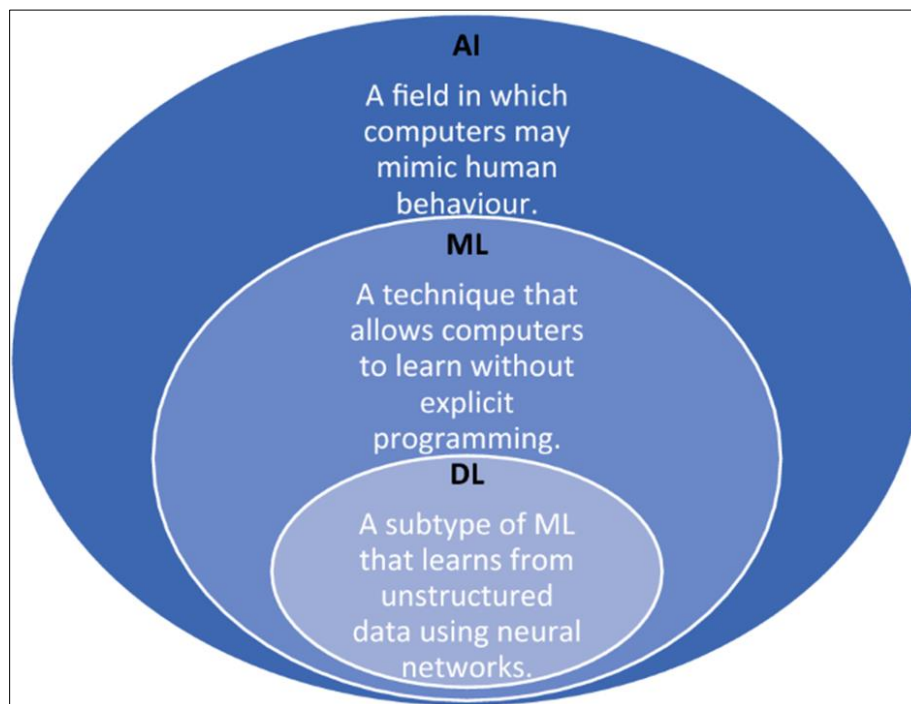 AI
A field in which
computers may
mimic human
behaviour.
ML
A technique that
allows computers
to learn without
explicit
programming.
DL
A subtype of ML
that learns from
unstructured
data using neural
networks.